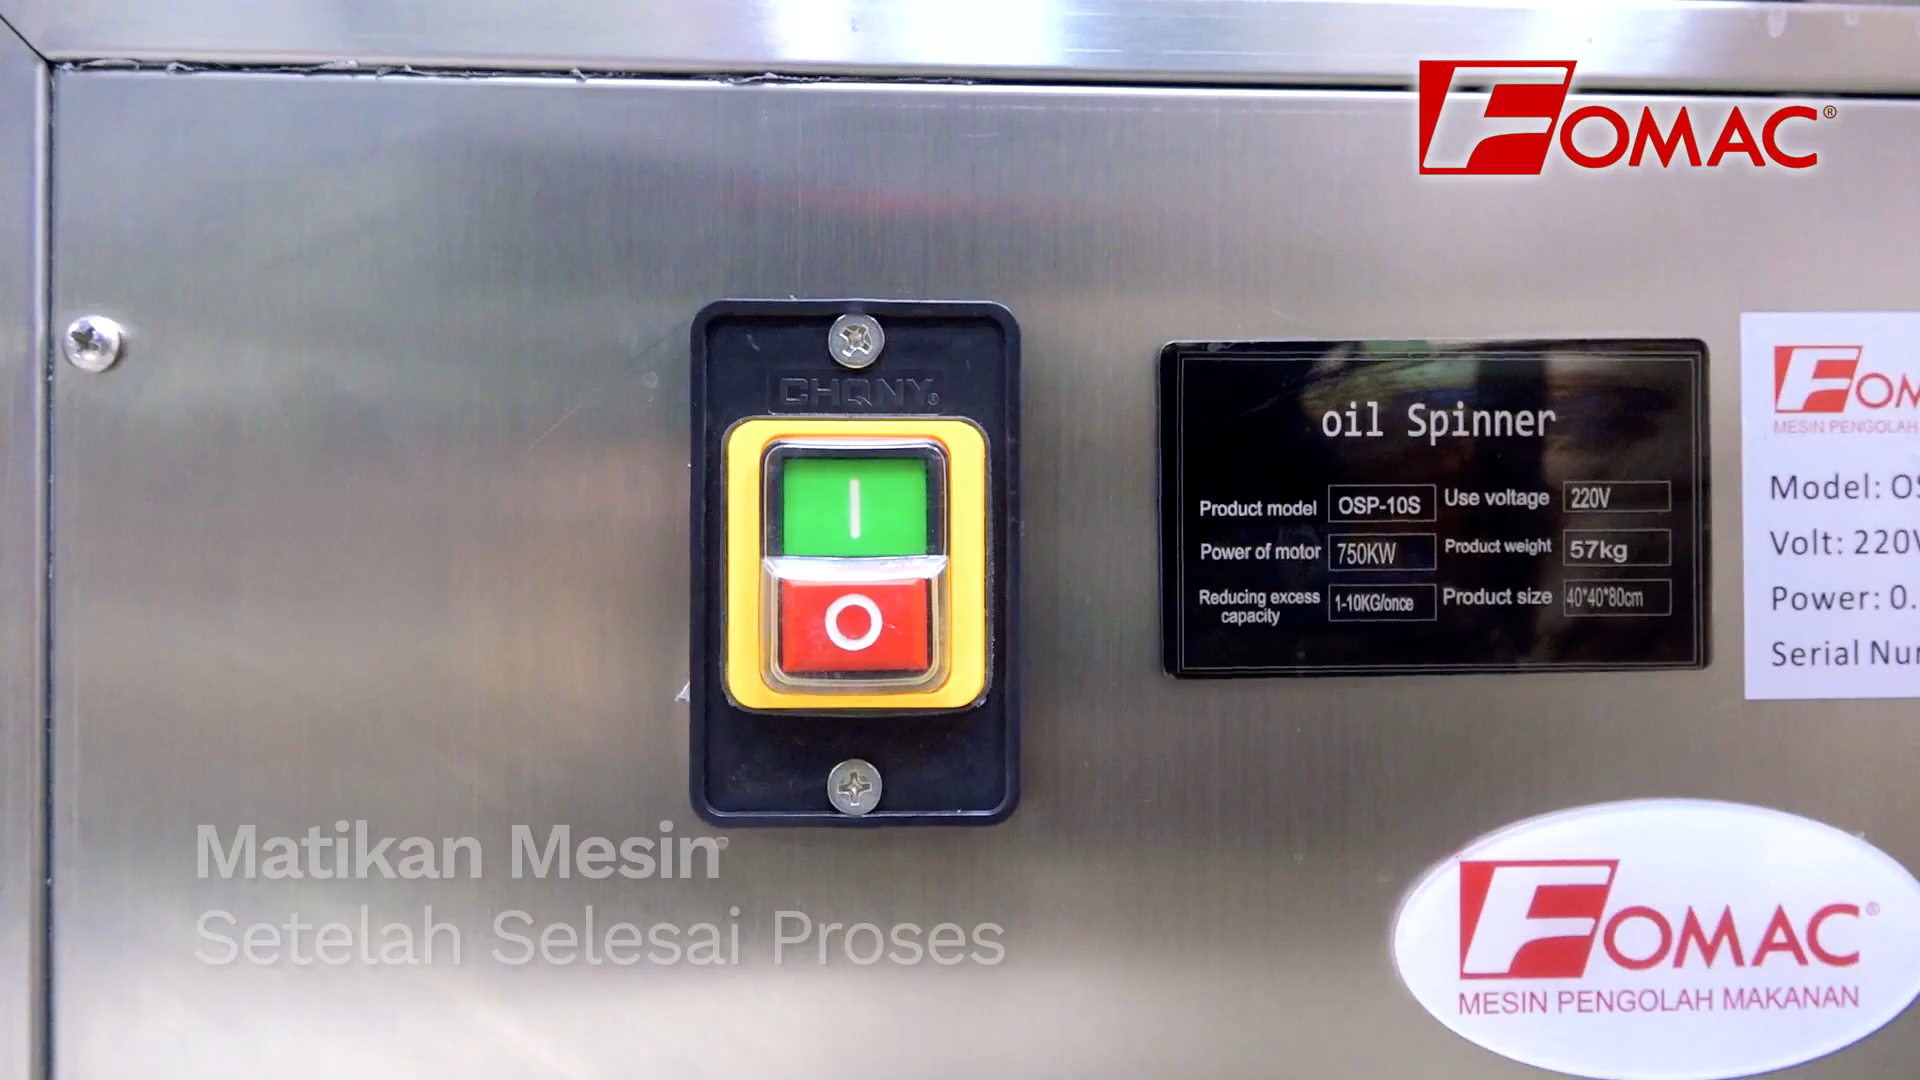 FOMAC®
CHQNY®
I
O
oil Spinner
Product model OSP-10S Use voltage 220V
Power of motor 750KW Product weight 57kg
Reducing excess capacity 1-10KG/once Product size 40*40*80cm
FOM
MESIN PENGOLAH
Model: OS
Volt: 220V
Power: 0.
Serial Nu
Matikan Mesin
Setelah Selesai Proses
FOMAC®
MESIN PENGOLAH MAKANAN